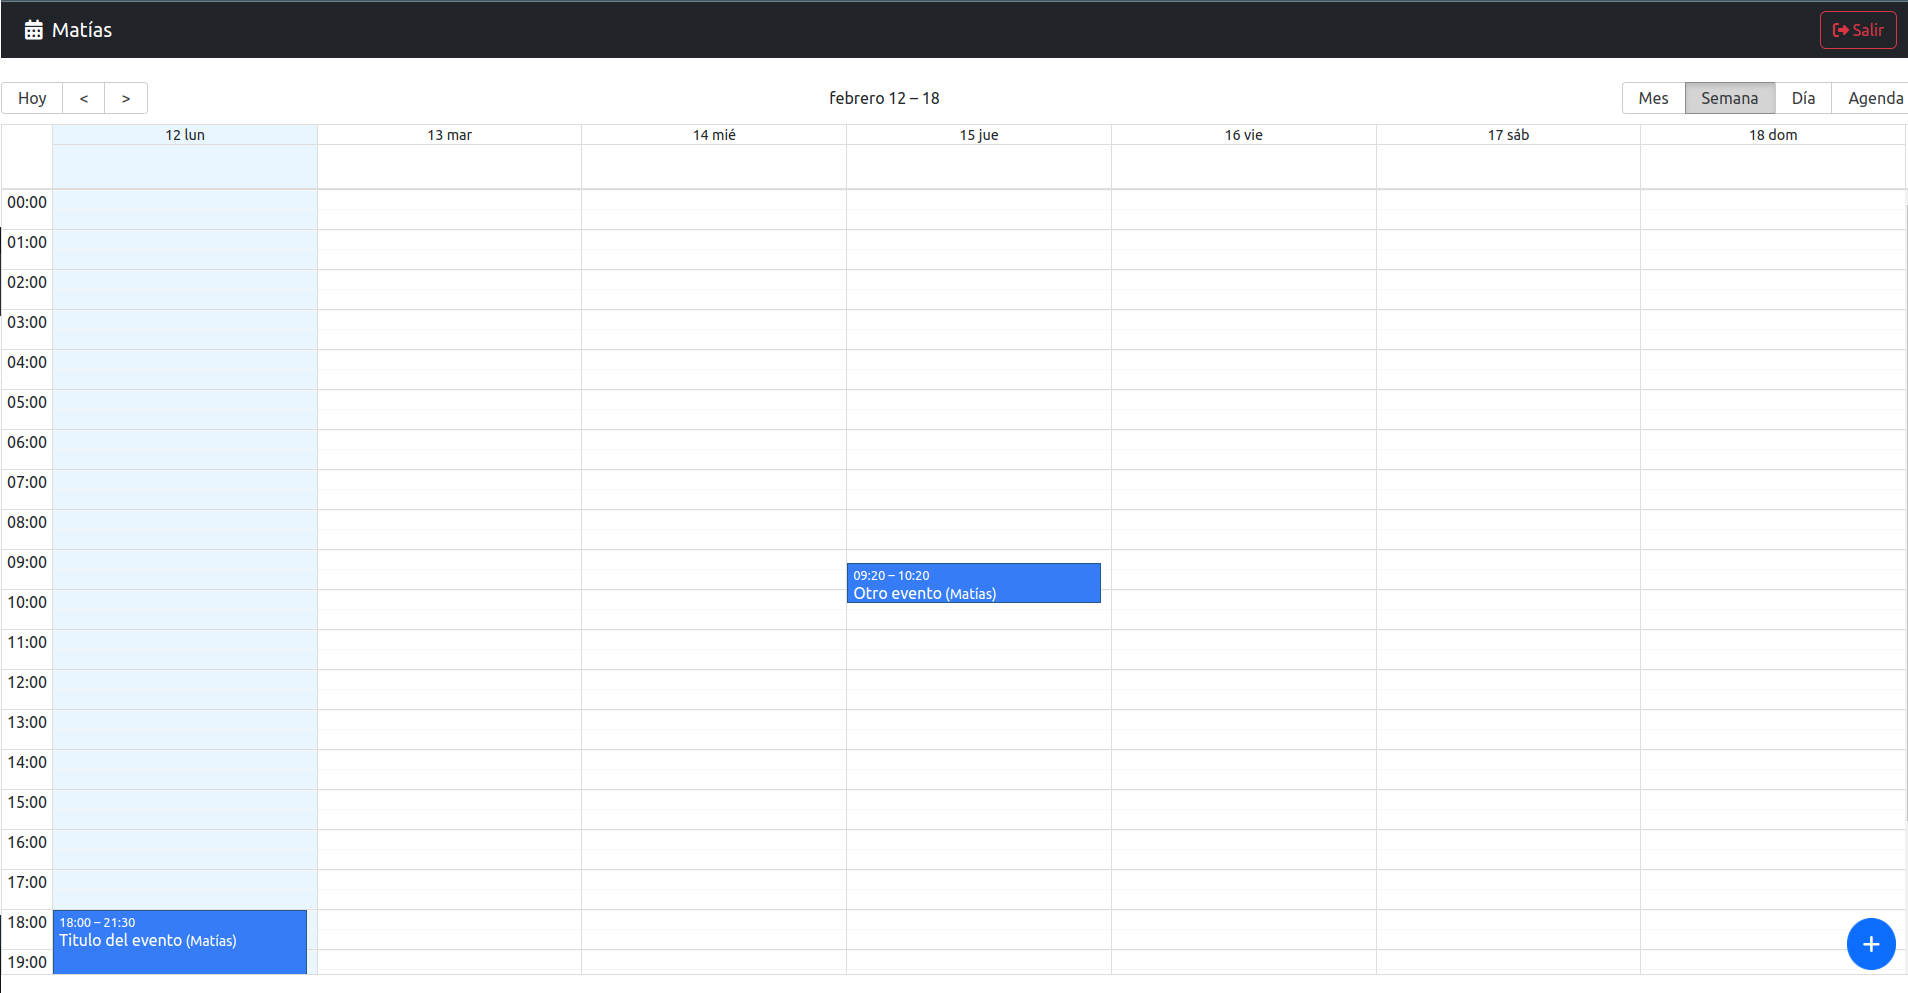 Matías
Salir
Hoy < >
febrero 12 – 18
Mes Semana Día Agenda
12 lun 13 mar 14 mié 15 jue 16 vie 17 sáb 18 dom
00:00
01:00
02:00
03:00
04:00
05:00
06:00
07:00
08:00
09:00
09:20 – 10:20
Otro evento (Matías)
10:00
11:00
12:00
13:00
14:00
15:00
16:00
17:00
18:00
18:00 – 21:30
Titulo del evento (Matías)
19:00
+